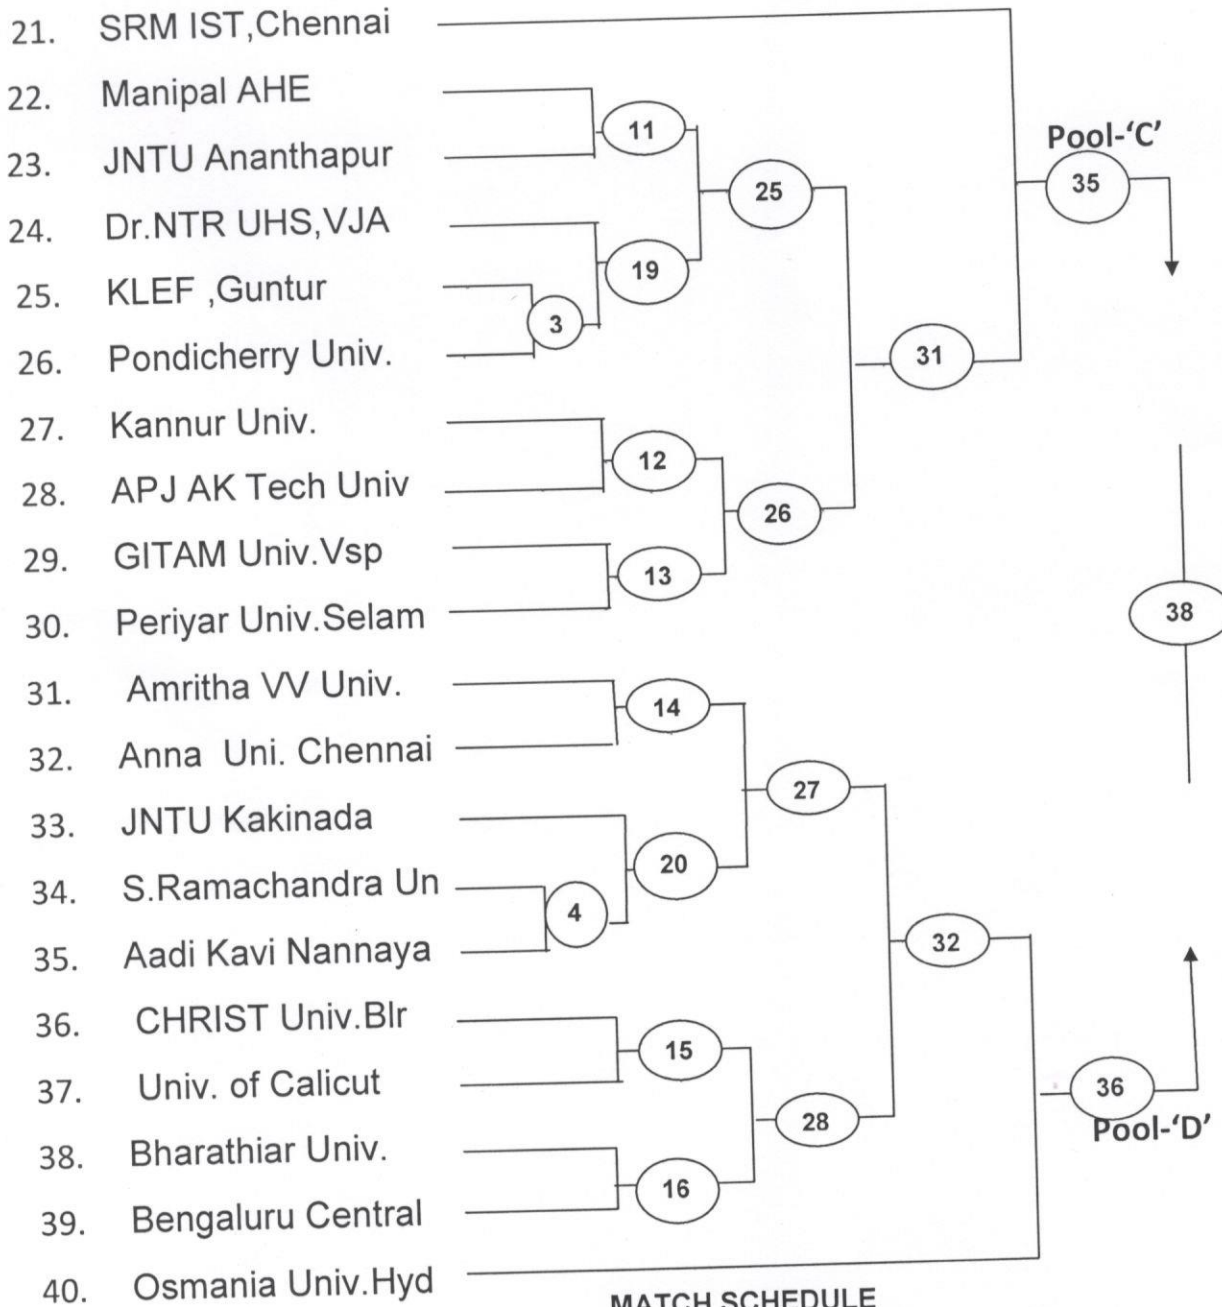 21. SRM IST,Chennai
22. Manipal AHE
11
Pool-‘C’
23. JNTU Ananthapur
25
35
24. Dr.NTR UHS,VJA
19
25. KLEF ,Guntur
3
26. Pondicherry Univ.
31
27. Kannur Univ.
12
28. APJ AK Tech Univ
26
29. GITAM Univ.Vsp
13
30. Periyar Univ.Selam
38
31. Amritha VV Univ.
14
32. Anna Uni. Chennai
27
33. JNTU Kakinada
20
34. S.Ramachandra Un
4
35. Aadi Kavi Nannaya
32
36. CHRIST Univ.Blr
15
37. Univ. of Calicut
36
28
Pool-‘D’
38. Bharathiar Univ.
16
39. Bengaluru Central
40. Osmania Univ.Hyd
MATCH SCHEDULE